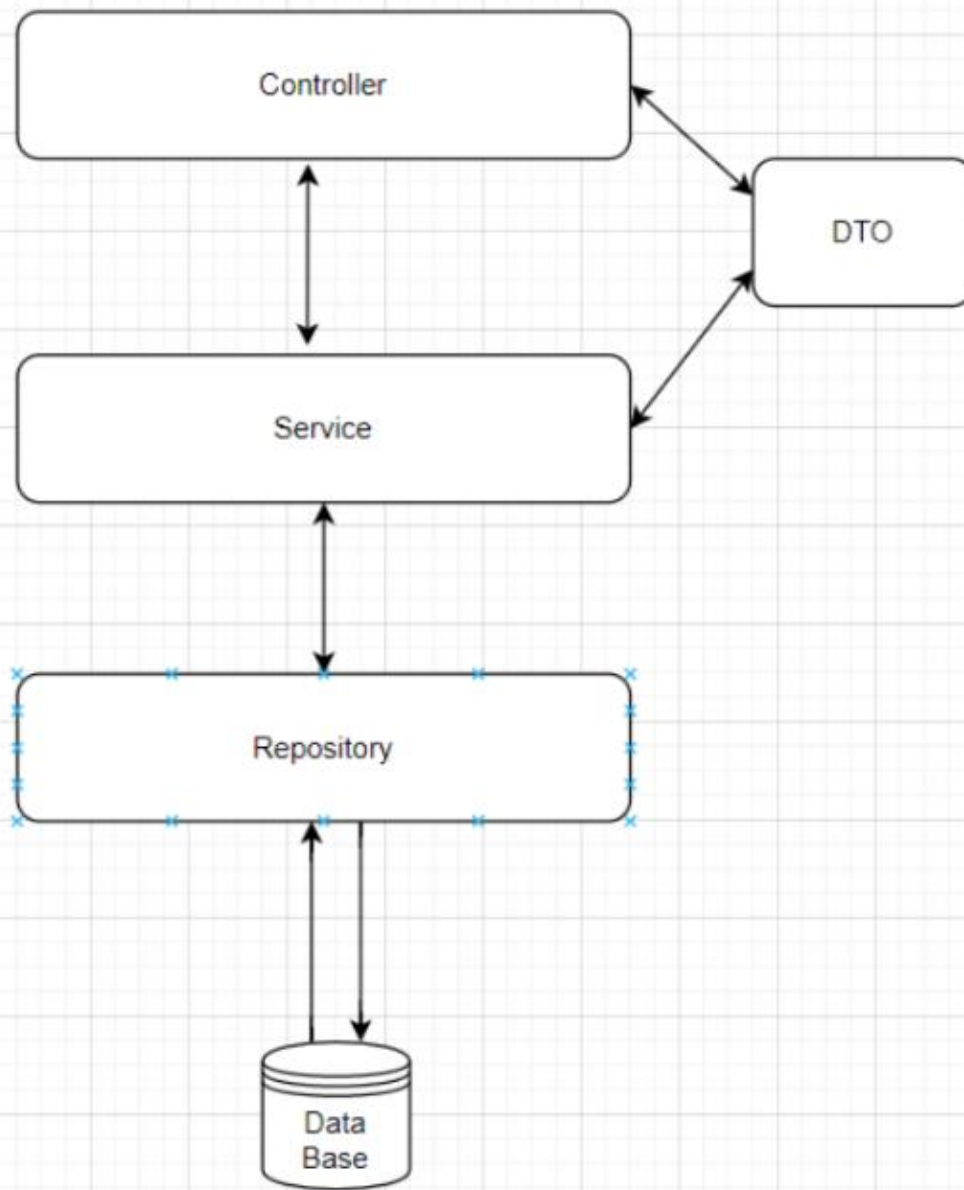 Controller
DTO
Service
Repository
Data
Base